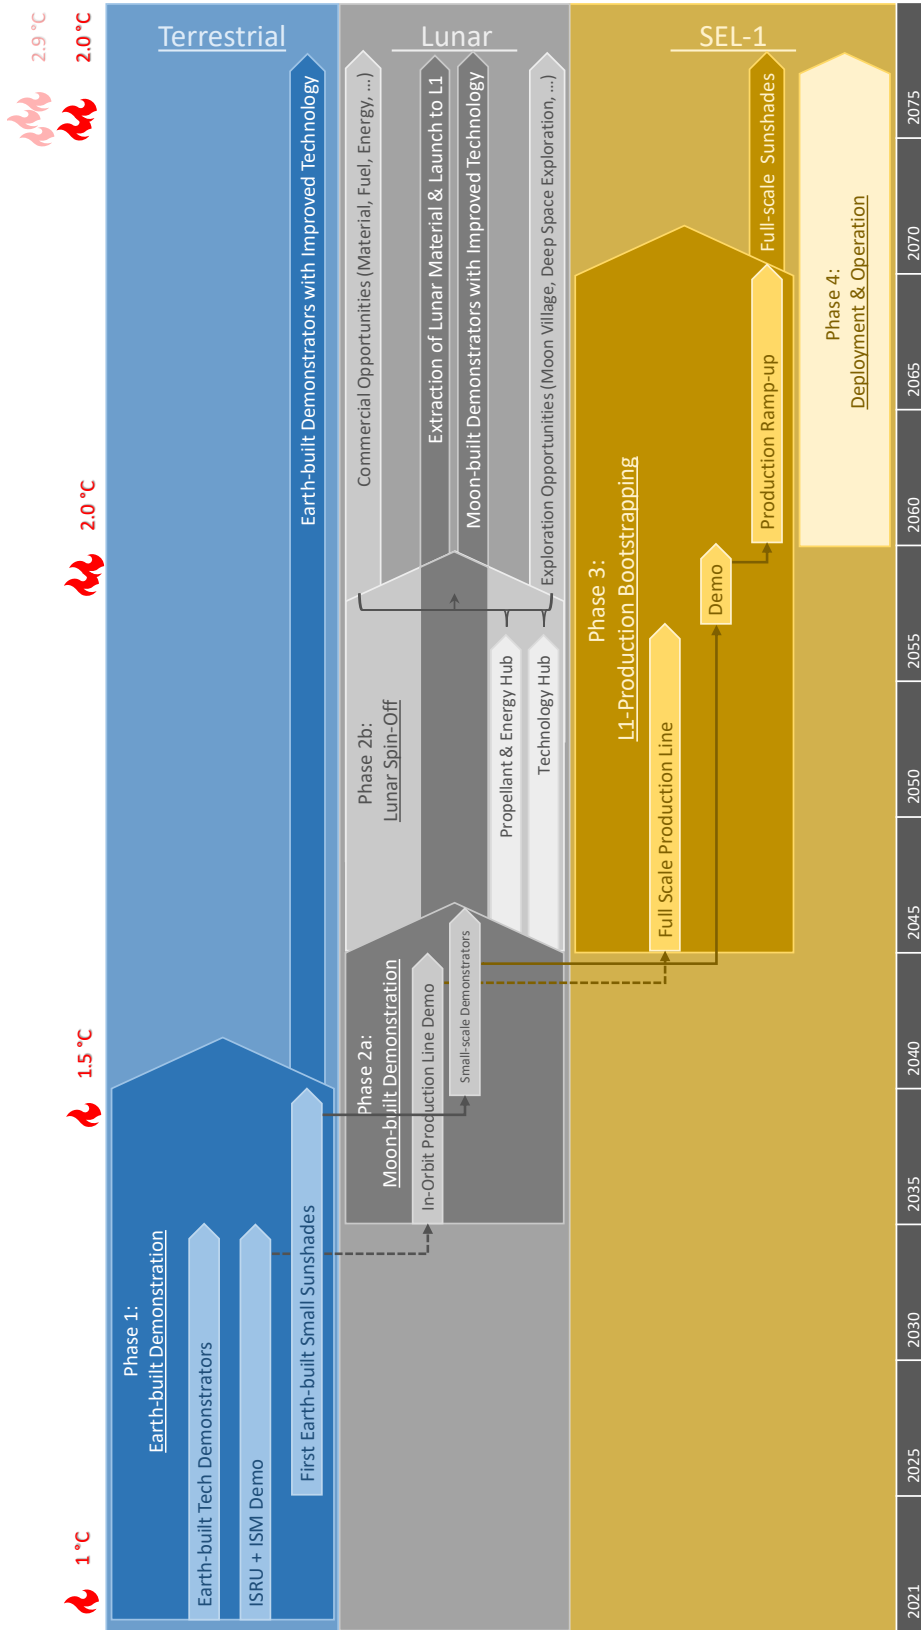 1 °C
1.5 °C
2.0 °C
2.9 °C
2.0 °C
Terrestrial
Phase 1:
Earth-built Demonstration
Earth-built Tech Demonstrators
ISRU + ISM Demo
First Earth-built Small Sunshades
Earth-built Demonstrators with Improved Technology
Lunar
Phase 2a:
Moon-built Demonstration
In-Orbit Production Line Demo
Small-scale Demonstrators
Phase 2b:
Lunar Spin-Off
Propellant & Energy Hub
Technology Hub
Commercial Opportunities (Material, Fuel, Energy, ...)
Extraction of Lunar Material & Launch to L1
Moon-built Demonstrators with Improved Technology
Exploration Opportunities (Moon Village, Deep Space Exploration, ...)
SEL-1
Phase 3:
L1-Production Bootstrapping
Full Scale Production Line
Demo
Production Ramp-up
Full-scale Sunshades
Phase 4:
Deployment & Operation
2021
2025
2030
2035
2040
2045
2050
2055
2060
2065
2070
2075